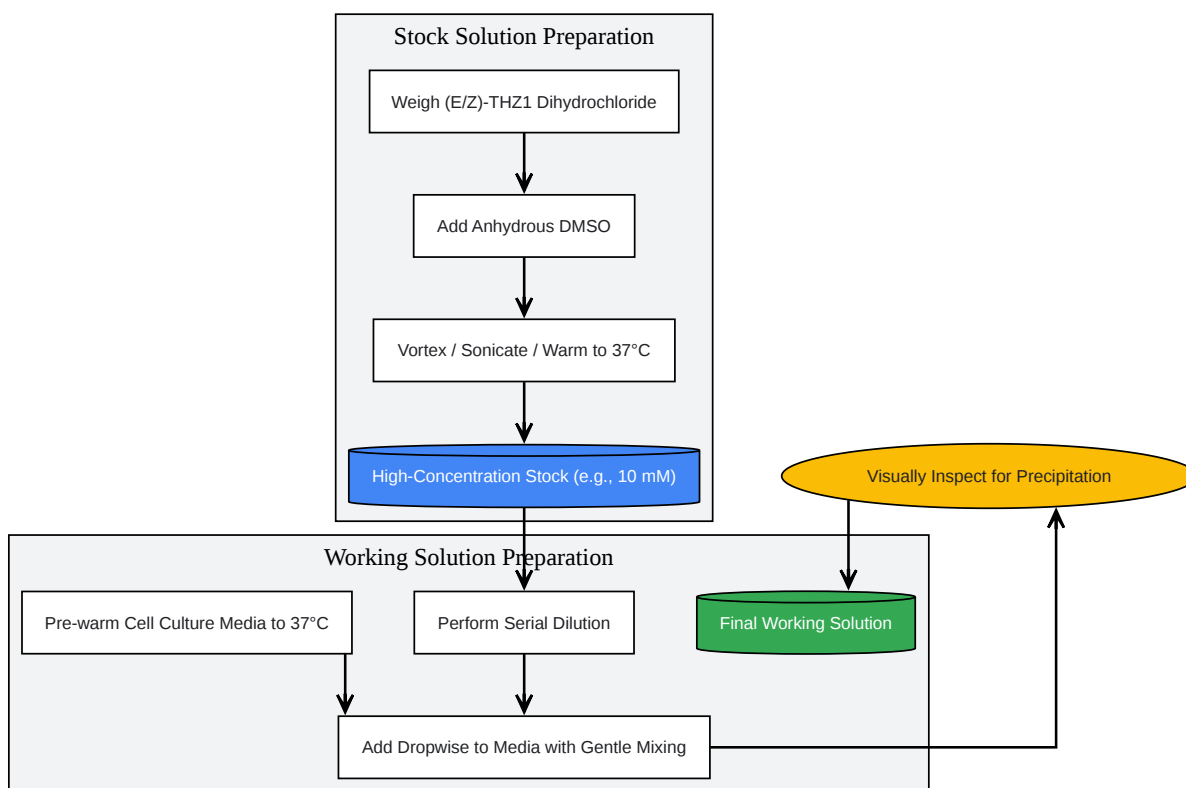 Stock Solution Preparation
Weigh (E/Z)-THZ1 Dihydrochloride
Add Anhydrous DMSO
Vortex / Sonicate / Warm to 37°C
High-Concentration Stock (e.g., 10 mM)
Visually Inspect for Precipitation
Working Solution Preparation
Pre-warm Cell Culture Media to 37°C
Perform Serial Dilution
Final Working Solution
Add Dropwise to Media with Gentle Mixing